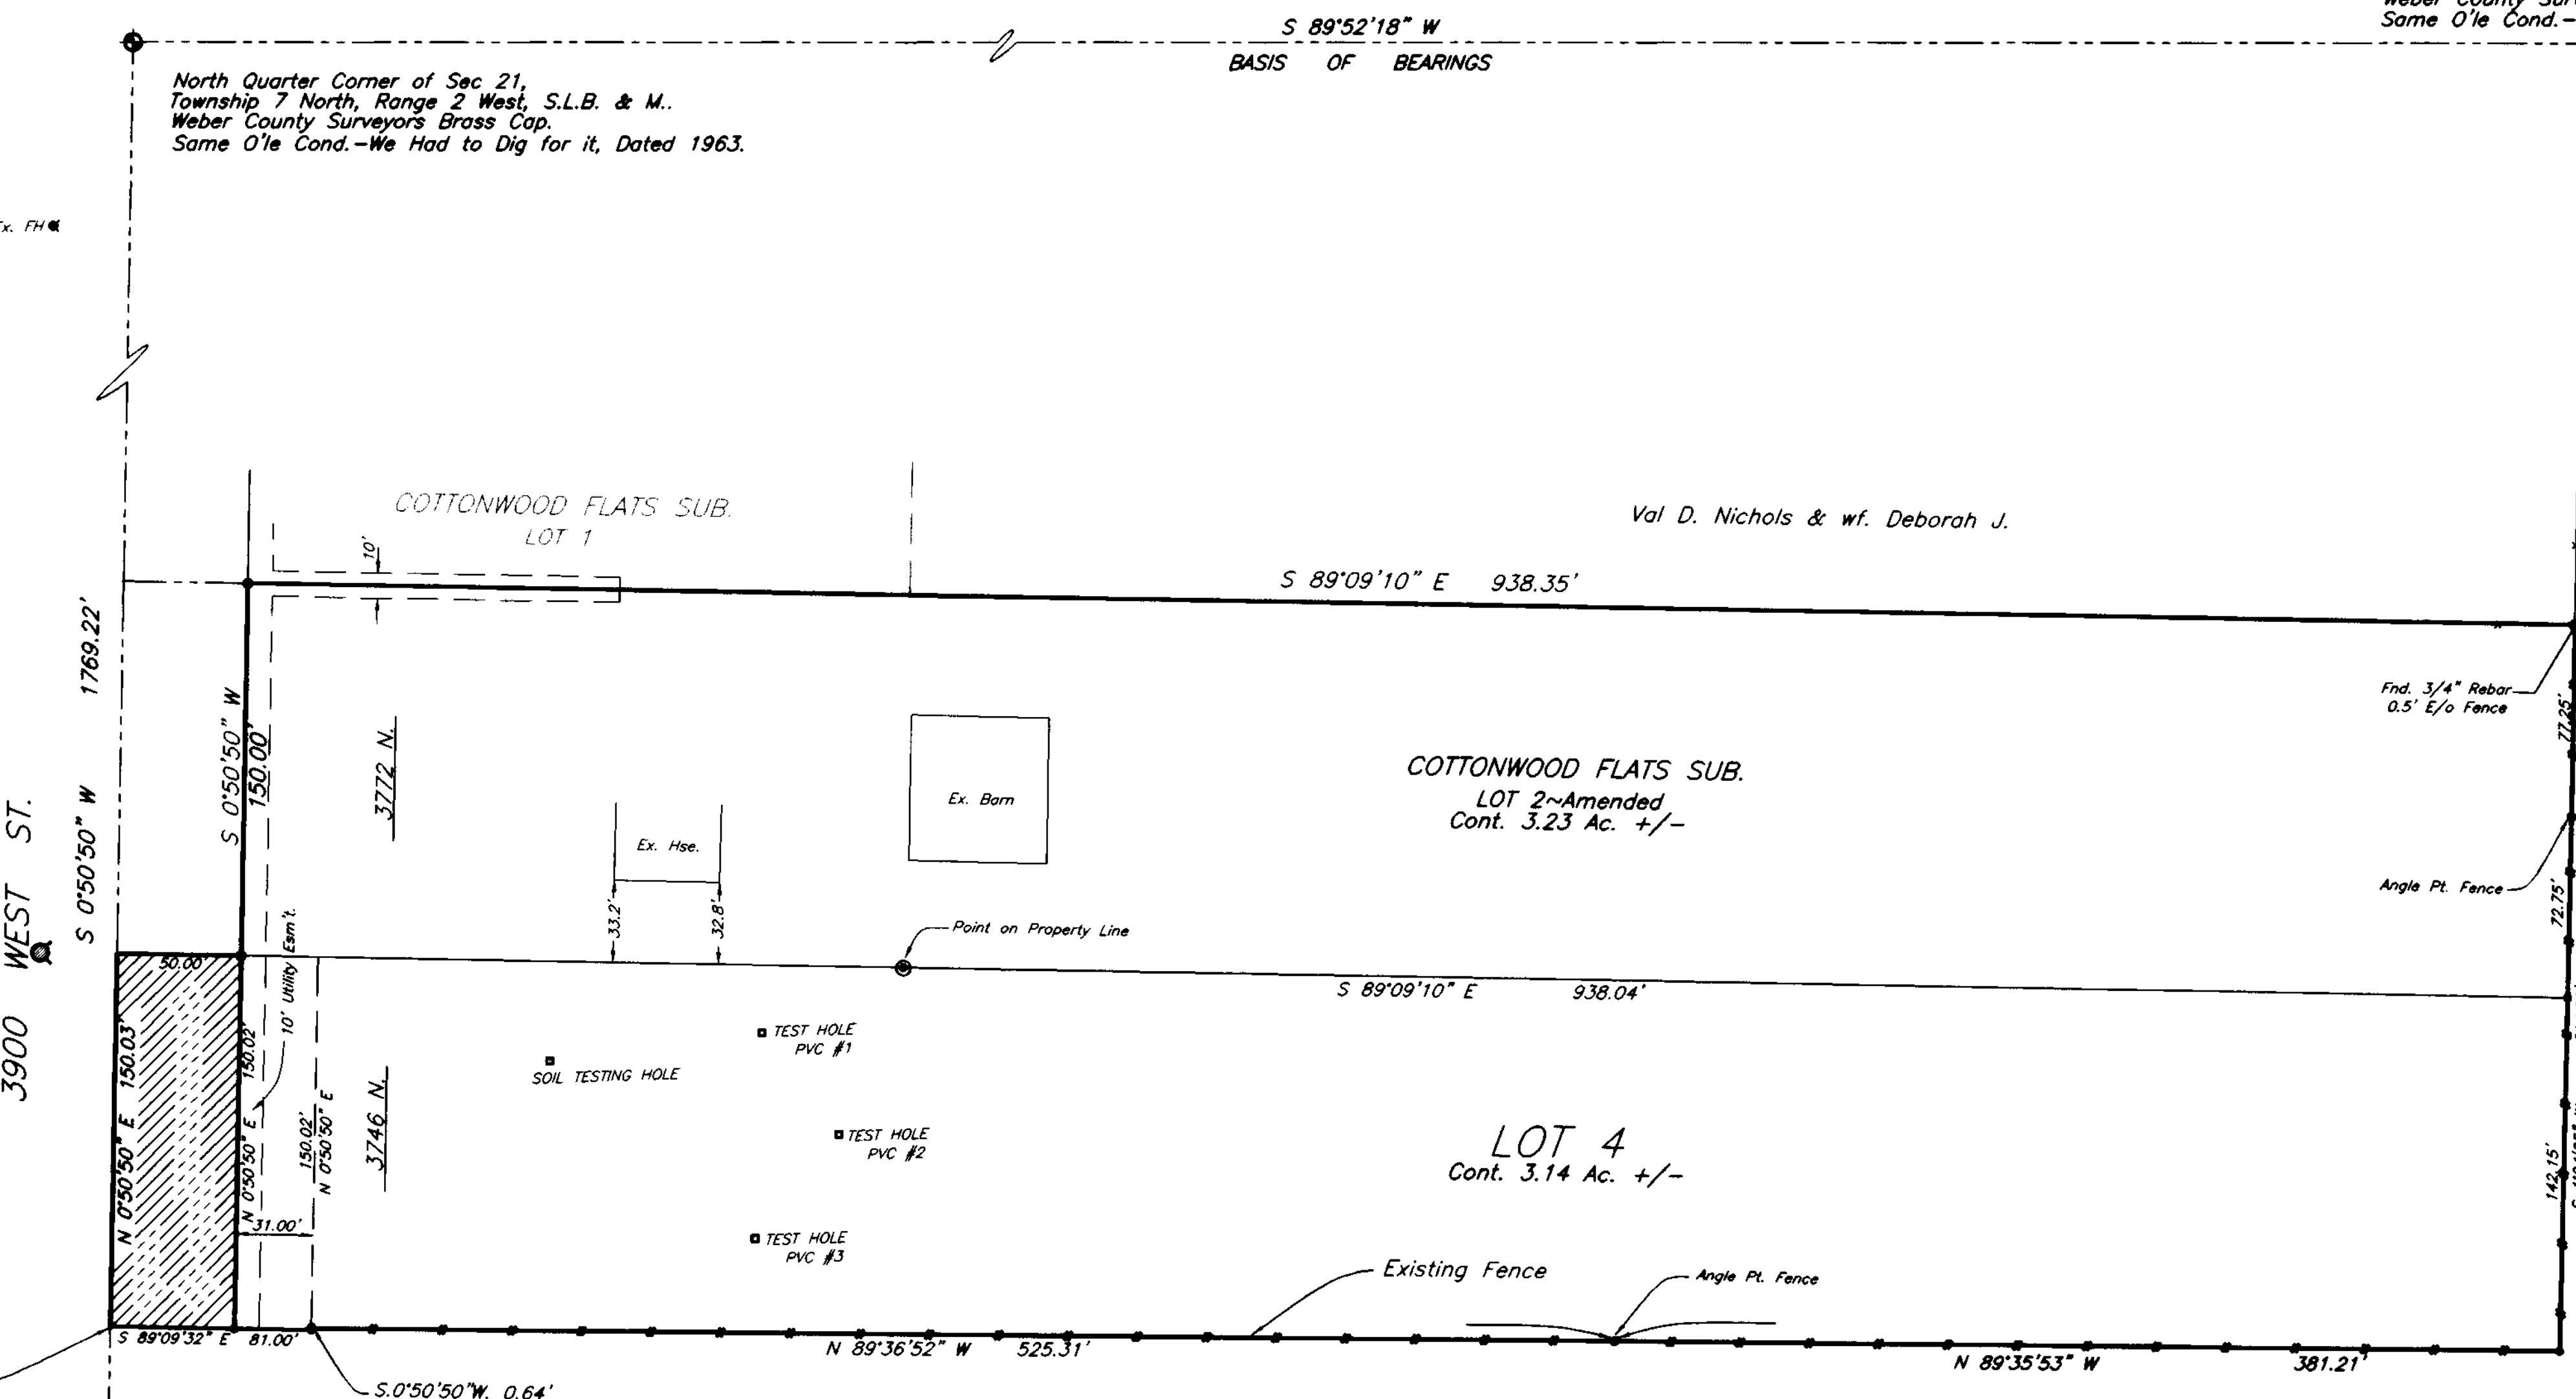 S 89°52'18" W
BASIS OF BEARINGS
Same O'le Cond.-
North Quarter Corner of Sec 21,
Township 7 North, Range 2 West, S.L.B. & M..
Weber County Surveyors Brass Cap.
Same O'le Cond.-We Had to Dig for it, Dated 1963.
Ex. FH
COTTONWOOD FLATS SUB.
LOT 1
10'
Val D. Nichols & wf. Deborah J.
S 89°09'10" E 938.35'
3900 WEST ST.
S 0°50'50" W 1769.22'
S 0°50'50" W
150.00'
3772 N.
Ex. Hse.
33.2'
32.8'
Ex. Barn
COTTONWOOD FLATS SUB.
LOT 2~Amended
Cont. 3.23 Ac. +/-
Fnd. 3/4" Rebar
0.5' E/o Fence
77.25'
Angle Pt. Fence
72.75'
Point on Property Line
S 89°09'10" E 938.04'
50.00'
N 0°50'50" E 150.03'
N 0°50'50" E 150.02'
10' Utility Esm't.
150.02'
N 0°50'50" E
31.00'
3746 N.
SOIL TESTING HOLE
TEST HOLE
PVC #1
TEST HOLE
PVC #2
TEST HOLE
PVC #3
LOT 4
Cont. 3.14 Ac. +/-
142.15'
Existing Fence
Angle Pt. Fence
S 89°09'32" E 81.00'
N 89°36'52" W 525.31'
N 89°35'53" W 381.21'
S.0°50'50"W. 0.64'